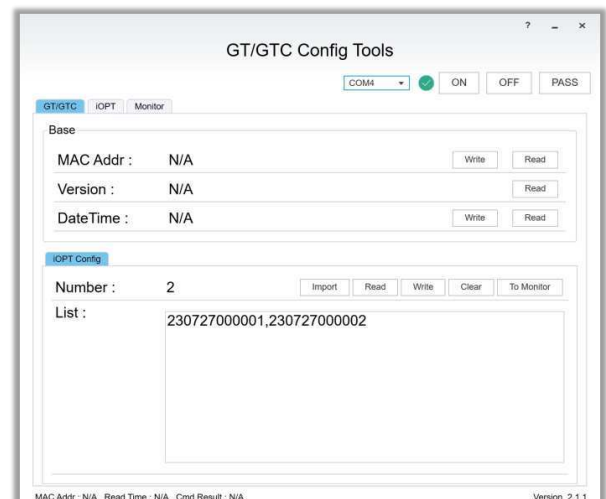 ? – ×
GT/GTC Config Tools
COM4 ON OFF PASS
GT/GTC iOPT Monitor
Base
MAC Addr : N/A Write Read
Version : N/A Read
DateTime : N/A Write Read
iOPT Config
Number : 2 Import Read Write Clear To Monitor
List : 230727000001,230727000002
MAC Addr : N/A Read Time : N/A Cmd Result : N/A Version 2.1.1